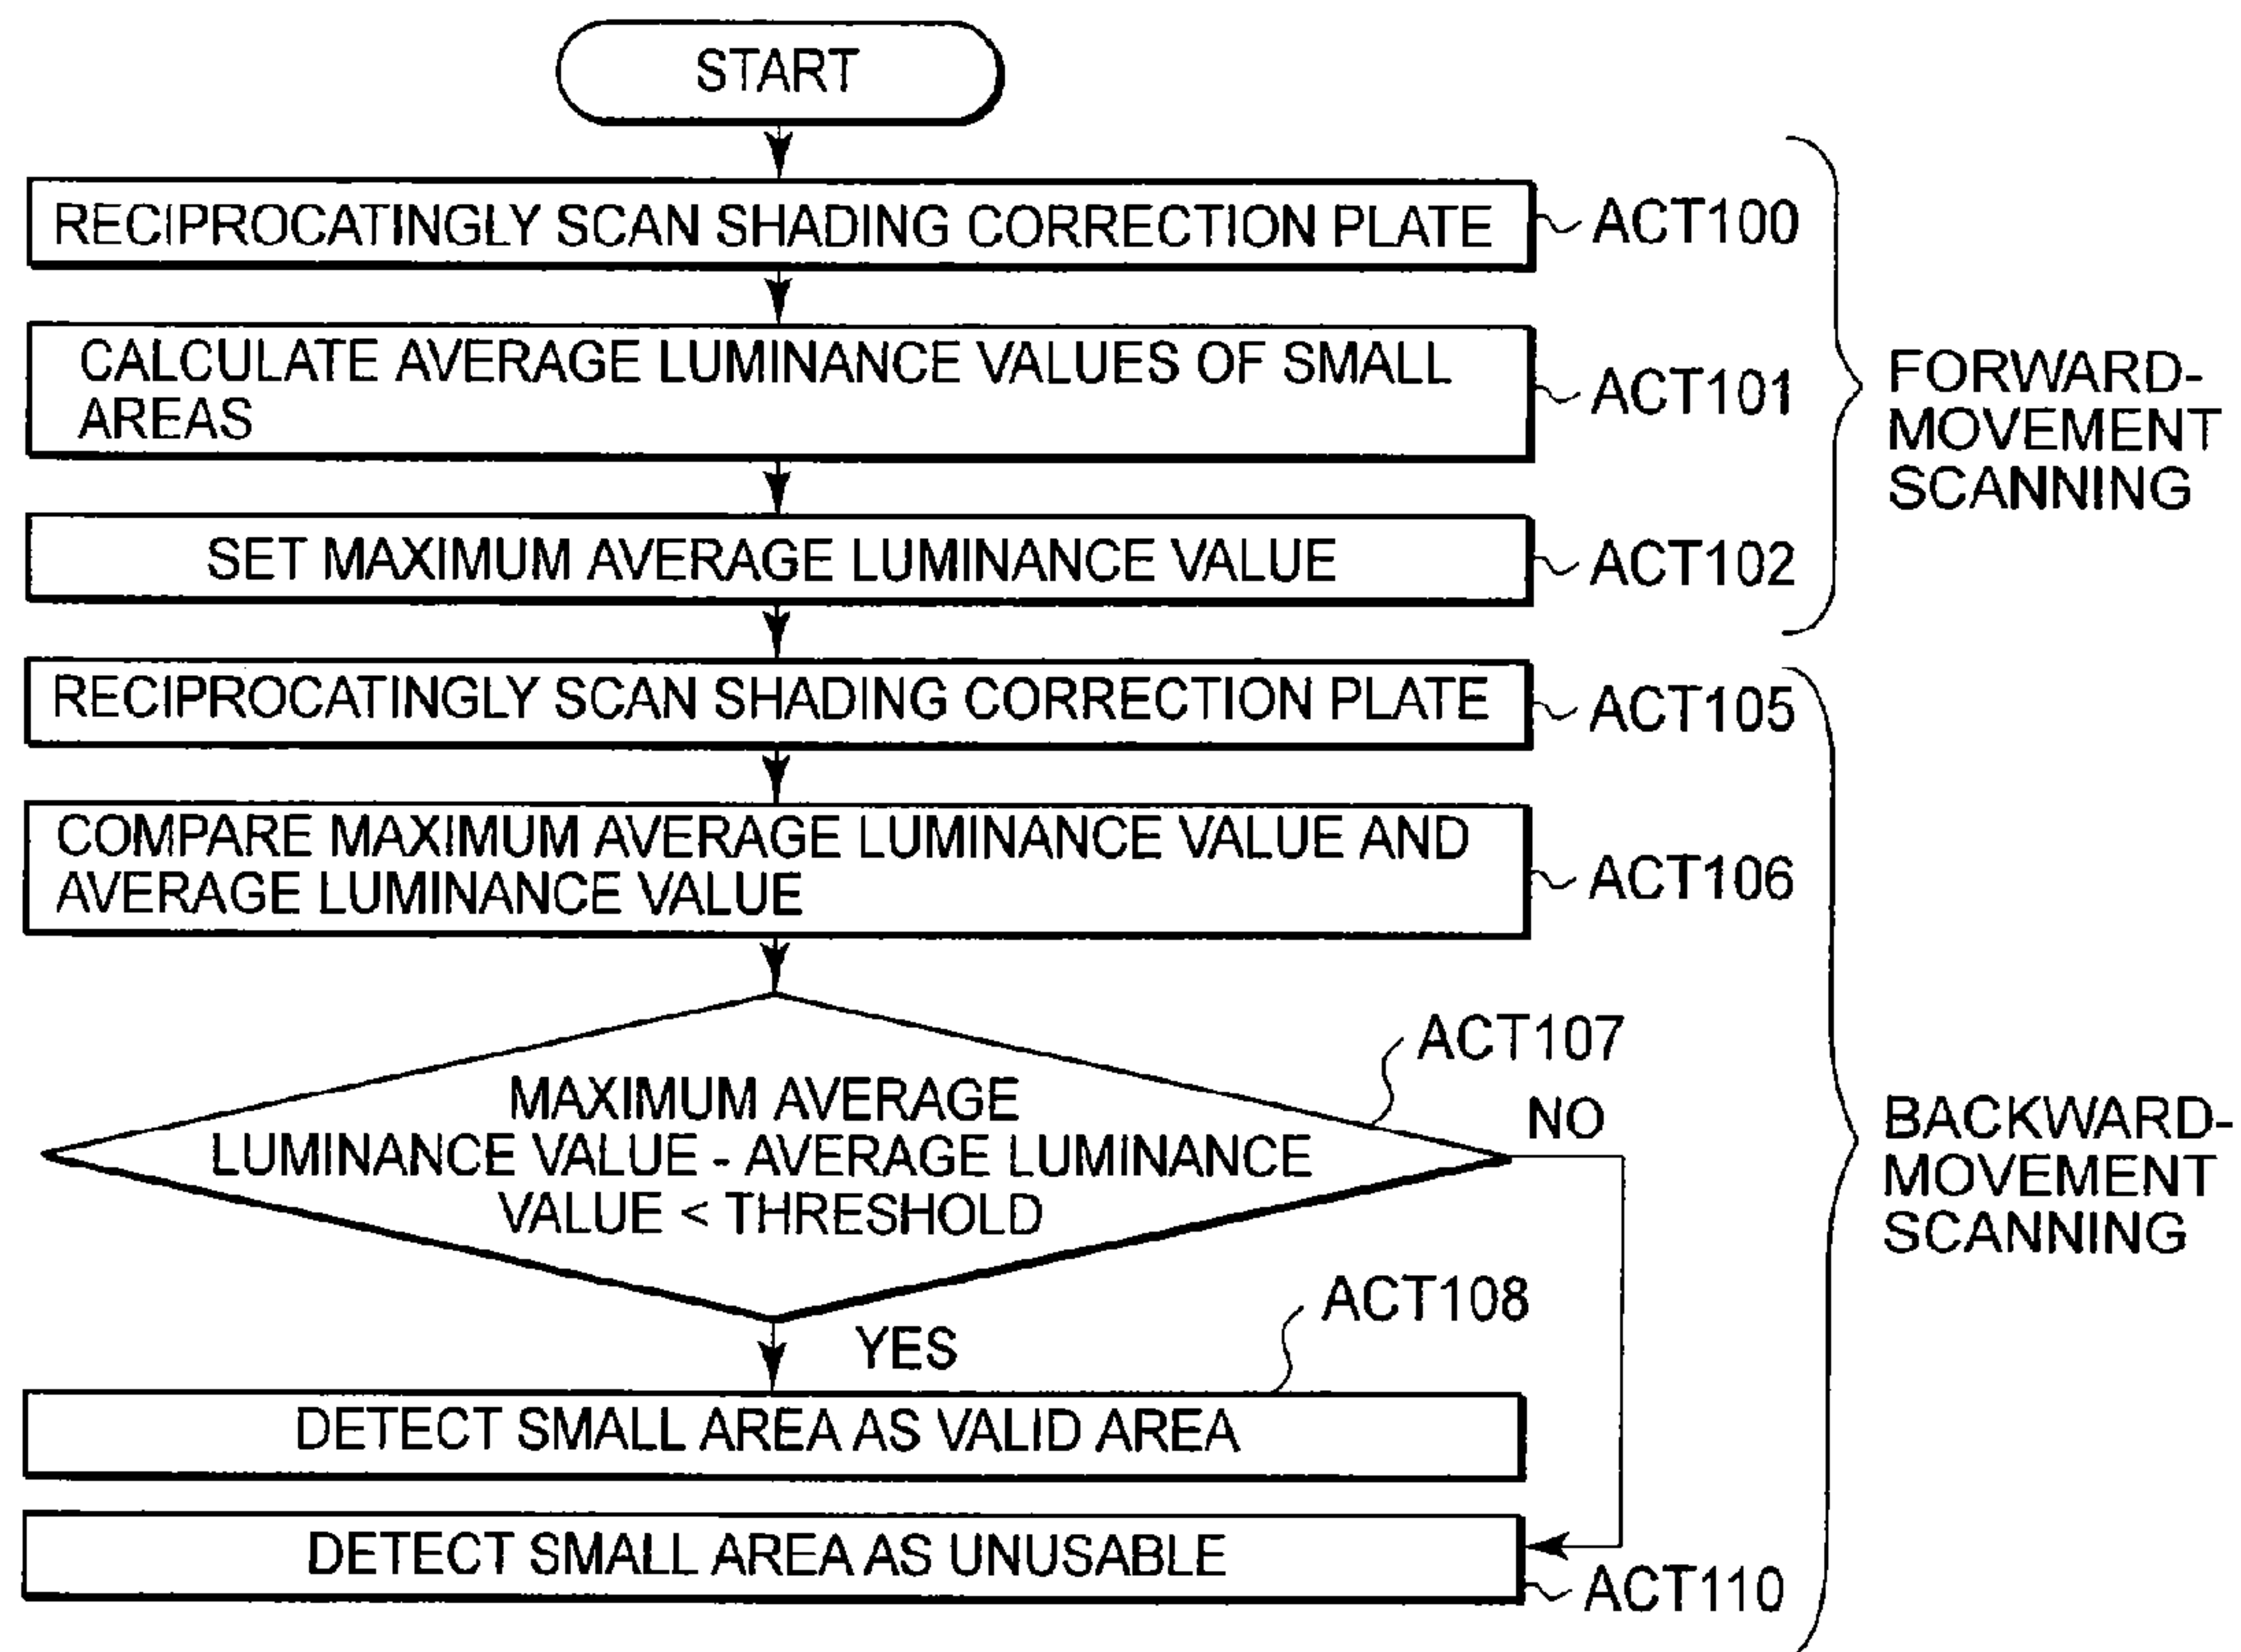 START
RECIPROCATINGLY SCAN SHADING CORRECTION PLATE
ACT100
CALCULATE AVERAGE LUMINANCE VALUES OF SMALL
AREAS
ACT101
SET MAXIMUM AVERAGE LUMINANCE VALUE
ACT102
FORWARD-
MOVEMENT
SCANNING
RECIPROCATINGLY SCAN SHADING CORRECTION PLATE
ACT105
COMPARE MAXIMUM AVERAGE LUMINANCE VALUE AND
AVERAGE LUMINANCE VALUE
ACT106
MAXIMUM AVERAGE
LUMINANCE VALUE - AVERAGE LUMINANCE
VALUE < THRESHOLD
ACT107
NO
YES
ACT108
DETECT SMALL AREA AS VALID AREA
DETECT SMALL AREA AS UNUSABLE
ACT110
BACKWARD-
MOVEMENT
SCANNING